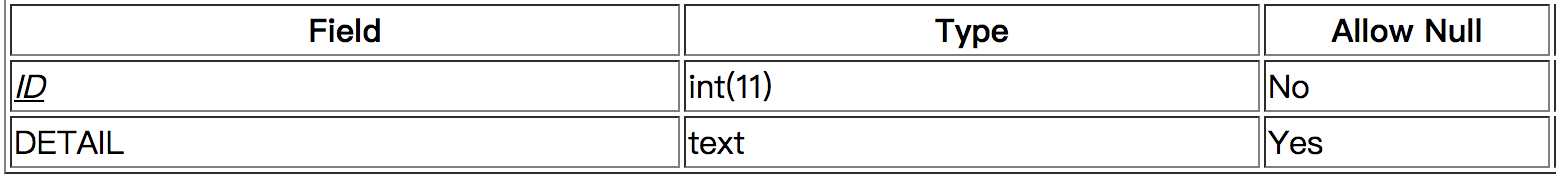 Field Type Allow Null
ID int(11) No
DETAIL text Yes